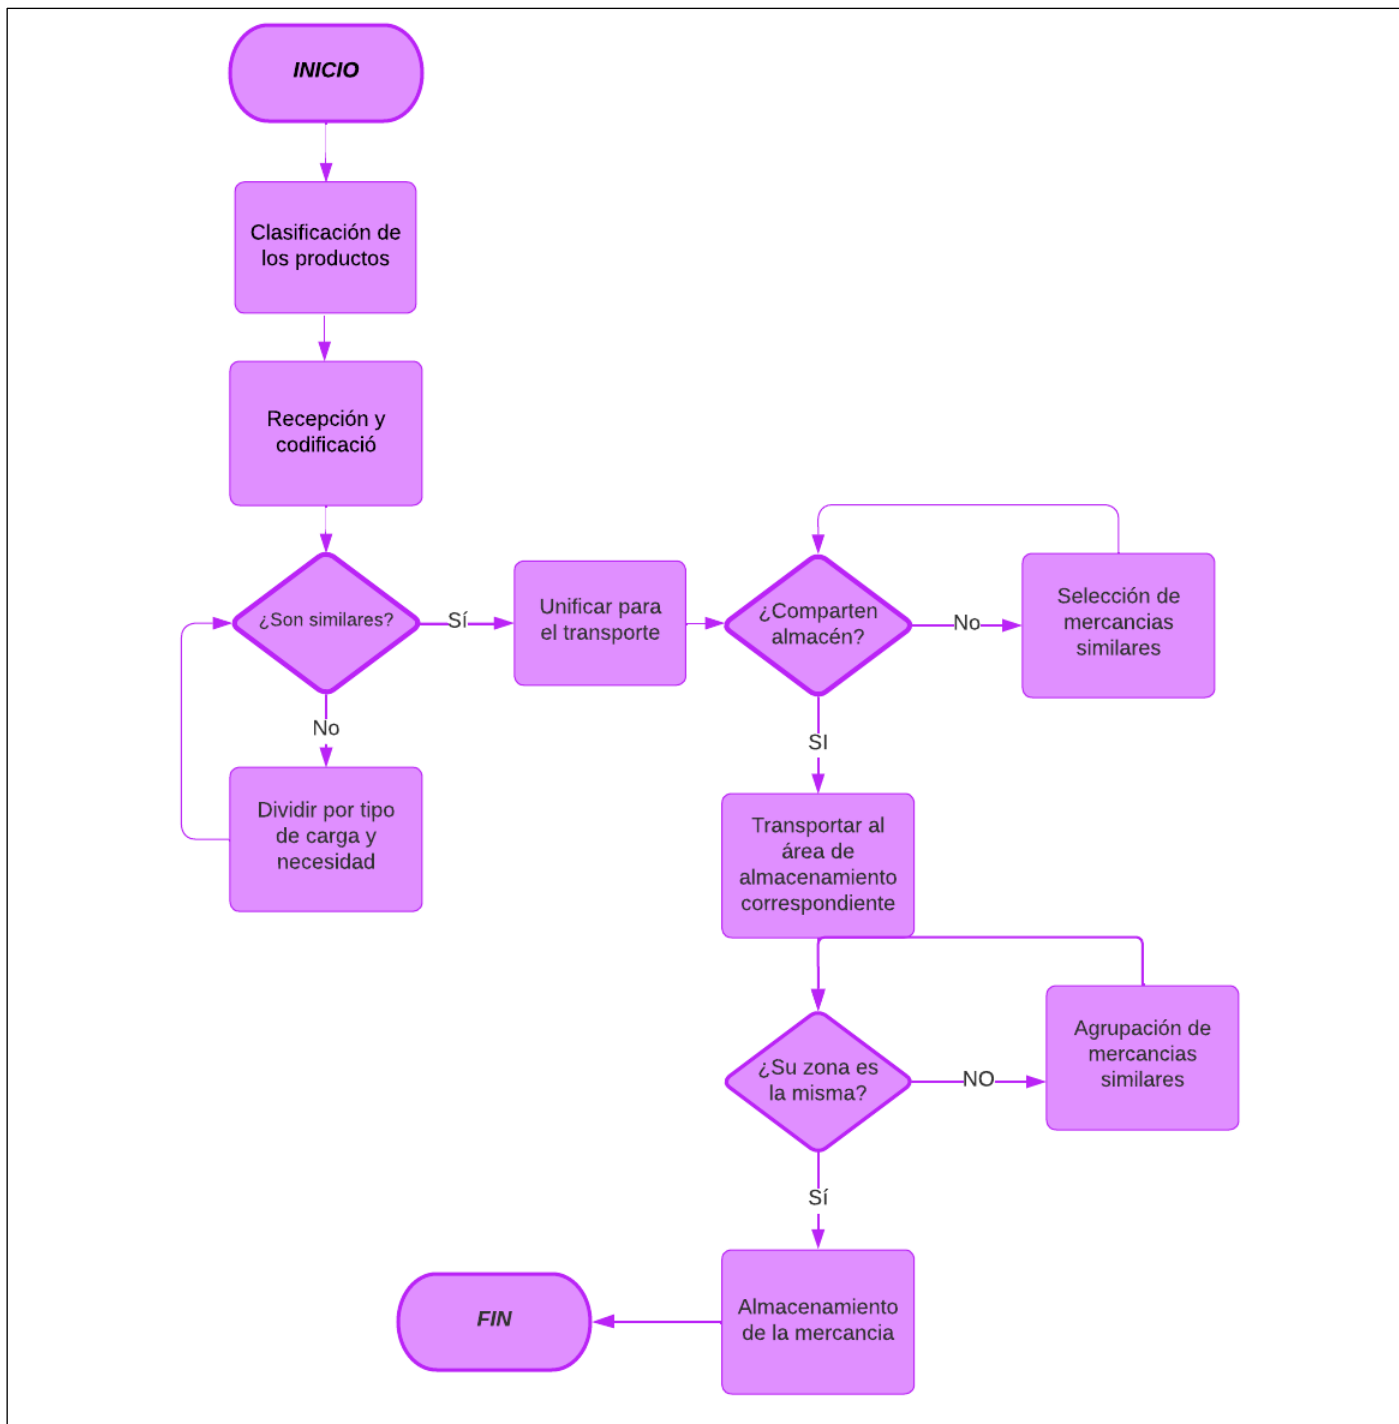 INICIO
Clasificación de
los productos
Recepción y
codificació
¿Son similares?
Sí
Unificar para
el transporte
¿Comparten
almacén?
No
Selección de
mercancias
similares
No
Dividir por tipo
de carga y
necesidad
SI
Transportar al
área de
almacenamiento
correspondiente
¿Su zona es
la misma?
NO
Agrupación de
mercancias
similares
Sí
Almacenamiento
de la mercancia
FIN